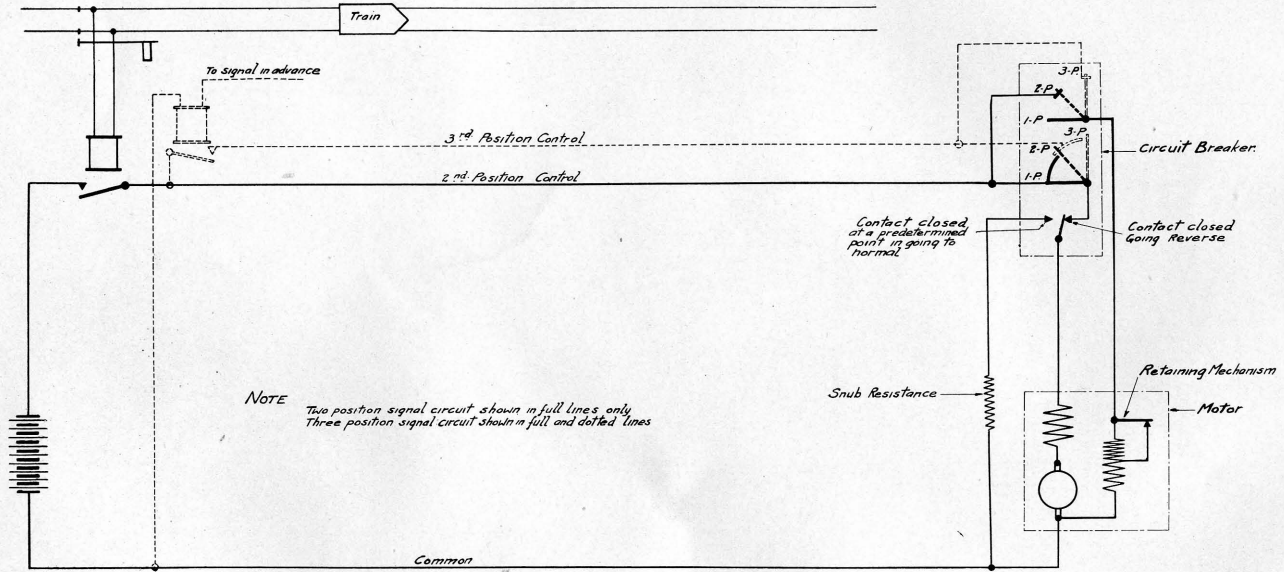 Train
To signal in advance
3rd Position Control
2nd Position Control
3-P.
2-P
1-P
3-P
2-P
1-P.
Circuit Breaker.
Contact closed
at a predetermined
point in going to
normal
Contact closed
Going Reverse
Retaining Mechanism
Motor
Snub Resistance
NOTE
Two position signal circuit shown in full lines only
Three position signal circuit shown in full and dotted lines
Common